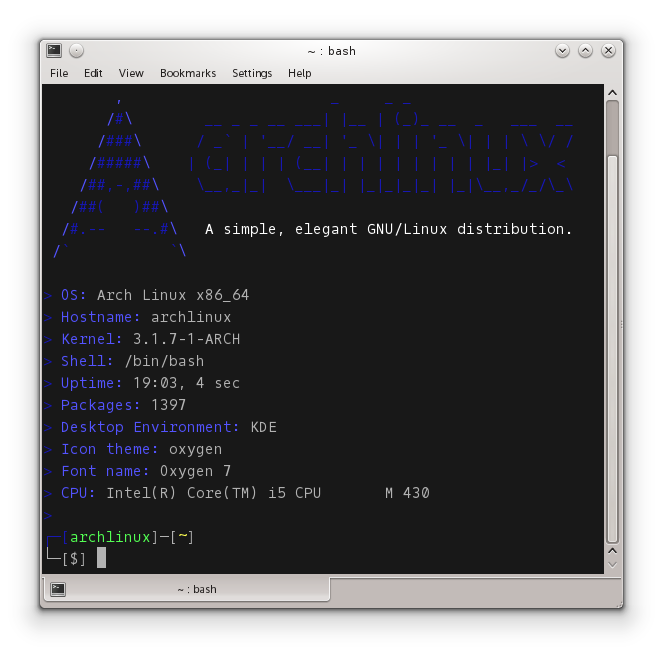 ~ : bash
File Edit View Bookmarks Settings Help
A simple, elegant GNU/Linux distribution.
> OS: Arch Linux x86_64
> Hostname: archlinux
> Kernel: 3.1.7-1-ARCH
> Shell: /bin/bash
> Uptime: 19:03, 4 sec
> Packages: 1397
> Desktop Environment: KDE
> Icon theme: oxygen
> Font name: Oxygen 7
> CPU: Intel(R) Core(TM) i5 CPU       M 430
>
┌─[archlinux]─[~]
└─[$]
~ : bash